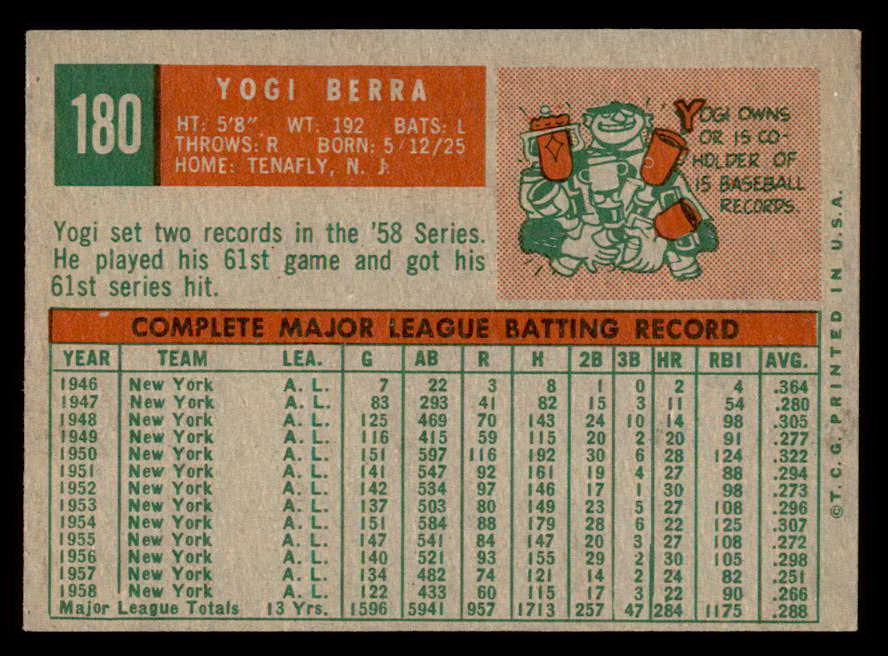 180
YOGI BERRA
HT: 5'8" WT. 192 BATS: L
THROWS: R BORN: 5/12/25
HOME: TENAFLY, N. J.
YOGI OWNS
OR IS CO-
HOLDER OF
15 BASEBALL
RECORDS.
Yogi set two records in the '58 Series.
He played his 61st game and got his
61st series hit.
COMPLETE MAJOR LEAGUE BATTING RECORD
YEAR TEAM LEA. G AB R H 2B 3B HR RBI AVG.
1946 New York A. L. 7 22 3 8 1 0 2 4 .364
1947 New York A. L. 83 293 41 82 15 3 11 54 .280
1948 New York A. L. 125 469 70 143 24 10 14 98 .305
1949 New York A. L. 116 415 59 115 20 2 20 91 .277
1950 New York A. L. 151 597 116 192 30 6 28 124 .322
1951 New York A. L. 141 547 92 161 19 4 27 88 .294
1952 New York A. L. 142 534 97 146 17 1 30 98 .273
1953 New York A. L. 137 503 80 149 23 5 27 108 .296
1954 New York A. L. 151 584 88 179 28 6 22 125 .307
1955 New York A. L. 147 541 84 147 20 3 27 108 .272
1956 New York A. L. 140 521 93 155 29 2 30 105 .298
1957 New York A. L. 134 482 74 121 14 2 24 82 .251
1958 New York A. L. 122 433 60 115 17 3 22 90 .266
Major League Totals 13 Yrs. 1596 5941 957 1713 257 47 284 1175 .288
©T. C. G. PRINTED IN U.S.A.